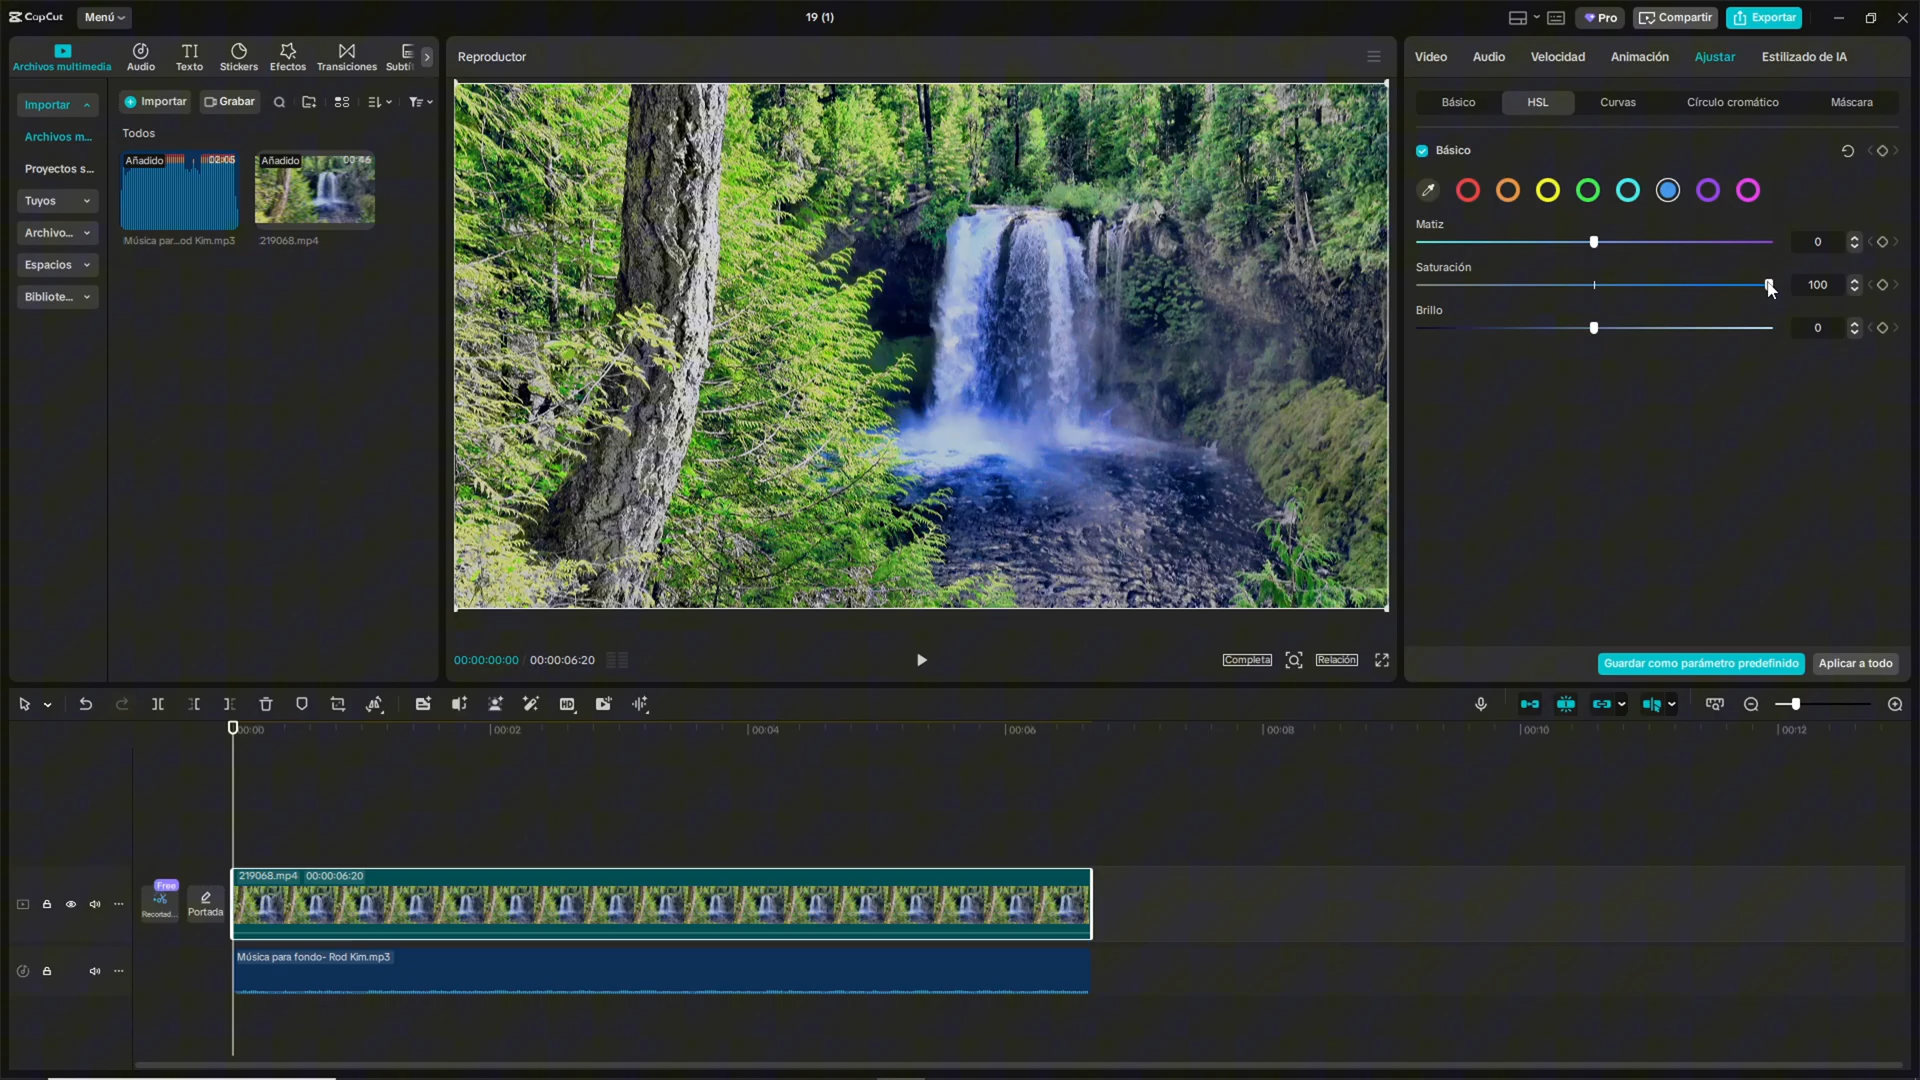 CapCut
Menú
19 (1)
Pro
Compartir
Exportar
Archivos multimedia
Audio
Texto
Stickers
Efectos
Transiciones
Subtít
Importar
Archivos m...
Proyectos s...
Tuyos
Archivo...
Espacios
Bibliote...
Importar
Grabar
Todos
Añadido
02:05
Añadido
00:46
Música par...od Kim.mp3
219068.mp4
Reproductor
00:00:00:00 / 00:00:06:20
Completa
Relación
Video
Audio
Velocidad
Animación
Ajustar
Estilizado de IA
Básico
HSL
Curvas
Círculo cromático
Máscara
Básico
Matiz
0
Saturación
100
Brillo
0
Guardar como parámetro predefinido
Aplicar a todo
00:00
00:02
00:04
00:06
00:08
00:10
00:12
Free
Recortad...
Portada
219068.mp4 00:00:06:20
Música para fondo- Rod Kim.mp3